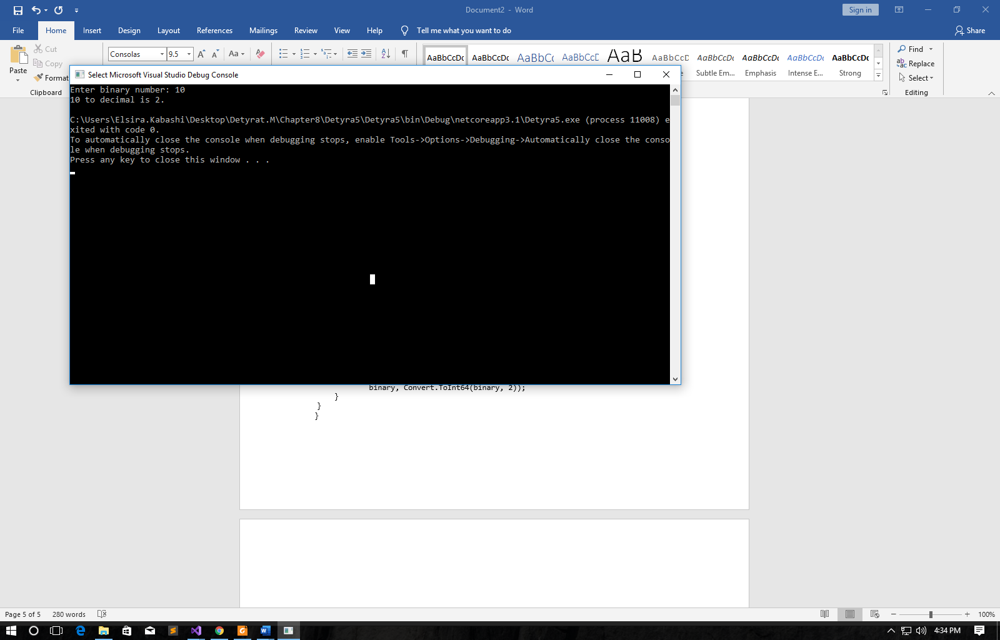 Document2 - Word
Sign in
File Home Insert Design Layout References Mailings Review View Help Tell me what you want to do Share
Paste
Cut
Copy
Format
Clipboard
Consolas 9.5
Aa
AaBbCcDc AaBbCcDc AaBbC( AaBbCcE AaB AaBbCcD AaBbCcDc AaBbCcDc AaBbCcDc AaBbCcDc
Subtle Em... Emphasis Intense E... Strong
Find
Replace
Select
Editing
Select Microsoft Visual Studio Debug Console
Enter binary number: 10
10 to decimal is 2.
C:\Users\Elsira.Kabashi\Desktop\Detyrat.M\Chapter8\Detyra5\Detyra5\bin\Debug\netcoreapp3.1\Detyra5.exe (process 11008) e
xited with code 0.
To automatically close the console when debugging stops, enable Tools->Options->Debugging->Automatically close the conso
le when debugging stops.
Press any key to close this window . . .
binary, Convert.ToInt64(binary, 2));
}
}
}
Page 5 of 5 280 words 100%
4:34 PM